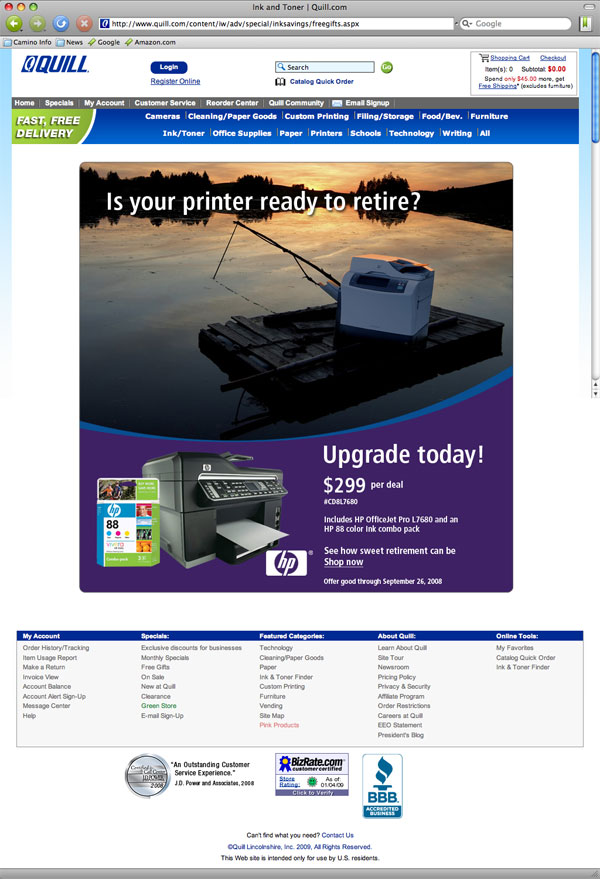 Ink and Toner | Quill.com
http://www.quill.com/content/iw/adv/special/inksavings/freegifts.aspx
Google
Camino Info News Google Amazon.com
QUILL
Login
Register Online
Search
Go
Catalog Quick Order
Shopping Cart Checkout
Item(s): 0 Subtotal: $0.00
Spend only $45.00 more, get
Free Shipping* (excludes furniture)
Home Specials My Account Customer Service Reorder Center Quill Community Email Signup
FAST, FREE
DELIVERY
Cameras Cleaning/Paper Goods Custom Printing Filing/Storage Food/Bev. Furniture
Ink/Toner Office Supplies Paper Printers Schools Technology Writing All
Is your printer ready to retire?
Upgrade today!
$299 per deal
#CD8L7680
Includes HP OfficeJet Pro L7680 and an
HP 88 color ink combo pack
See how sweet retirement can be
Shop now
Offer good through September 26, 2008
hp
88
hp
My Account
Order History/Tracking
Item Usage Report
Make a Return
Invoice View
Account Balance
Account Alert Sign-Up
Message Center
Help
Specials:
Exclusive discounts for businesses
Monthly Specials
Free Gifts
On Sale
New at Quill
Clearance
Green Store
E-mail Sign-Up
Featured Categories:
Technology
Cleaning/Paper Goods
Paper
Ink & Toner Finder
Custom Printing
Furniture
Vending
Site Map
Pink Products
About Quill:
Learn About Quill
Site Tour
Newsroom
Pricing Policy
Privacy & Security
Affiliate Program
Order Restrictions
Careers at Quill
EEO Statement
President's Blog
Online Tools:
My Favorites
Catalog Quick Order
Ink & Toner Finder
J.D. POWER
2008
"An Outstanding Customer
Service Experience."
J.D. Power and Associates, 2008
BizRate.com
customer certified
Store
Rating:
As of
01/04/09
Click to Verify
BBB.
ACCREDITED
BUSINESS
Can't find what you need? Contact Us
©Quill Lincolnshire, Inc. 2009, All Rights Reserved.
This Web site is intended only for use by U.S. residents.